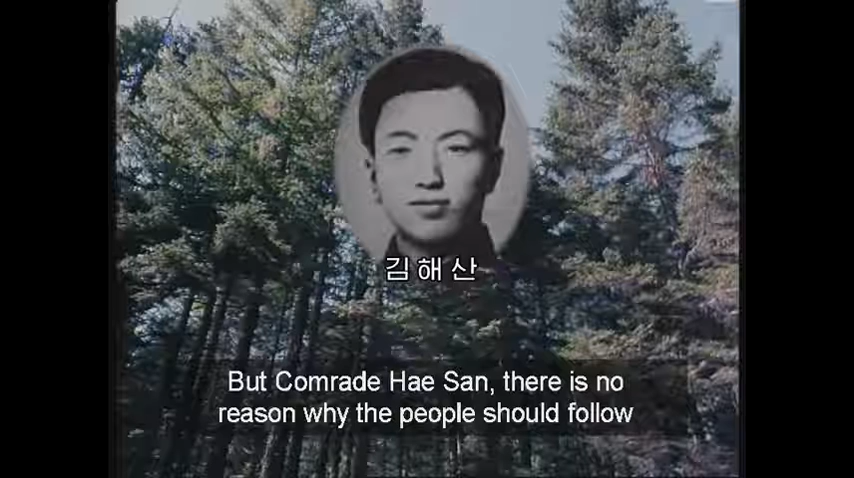 김해산
But Comrade Hae San, there is no
reason why the people should follow